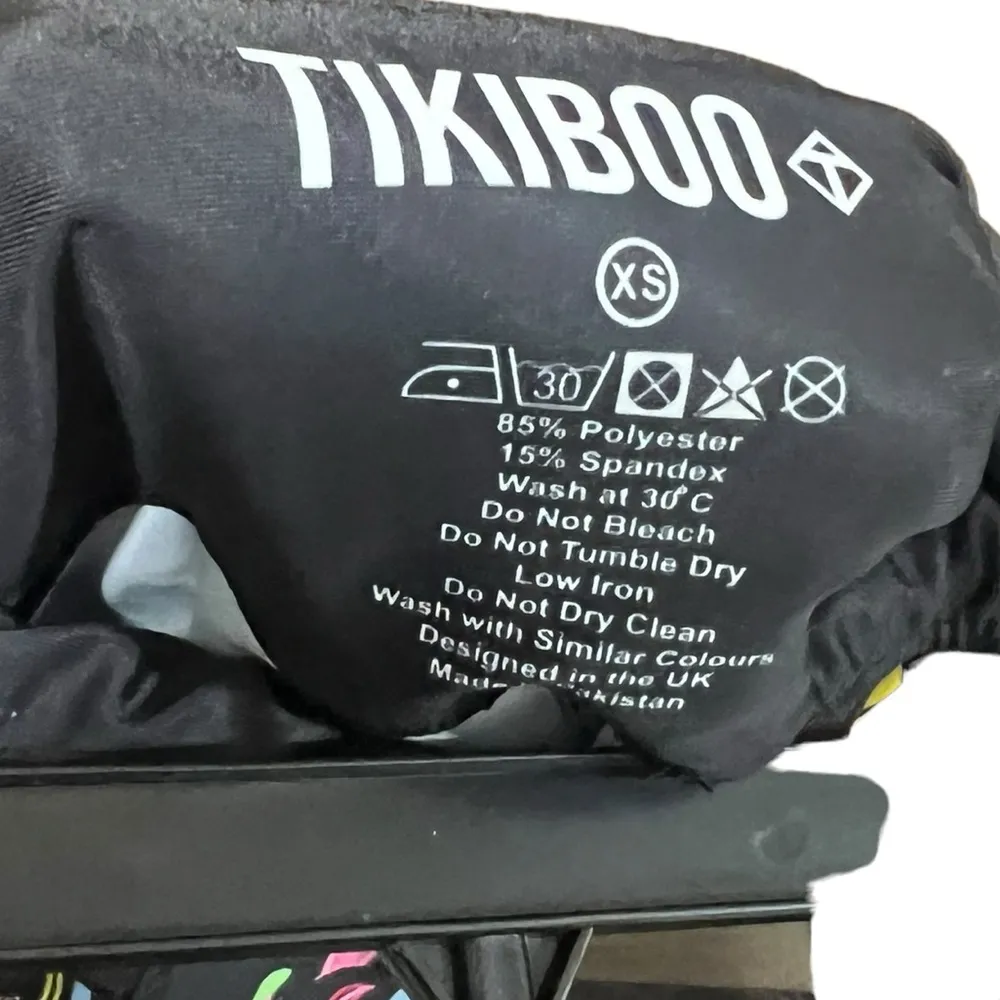 TIKIBOO
XS
30
85% Polyester
15% Spandex
Wash at 30°C
Do Not Bleach
Do Not Tumble Dry
Low Iron
Do Not Dry Clean
Wash with Similar Colours
Designed in the UK
Made